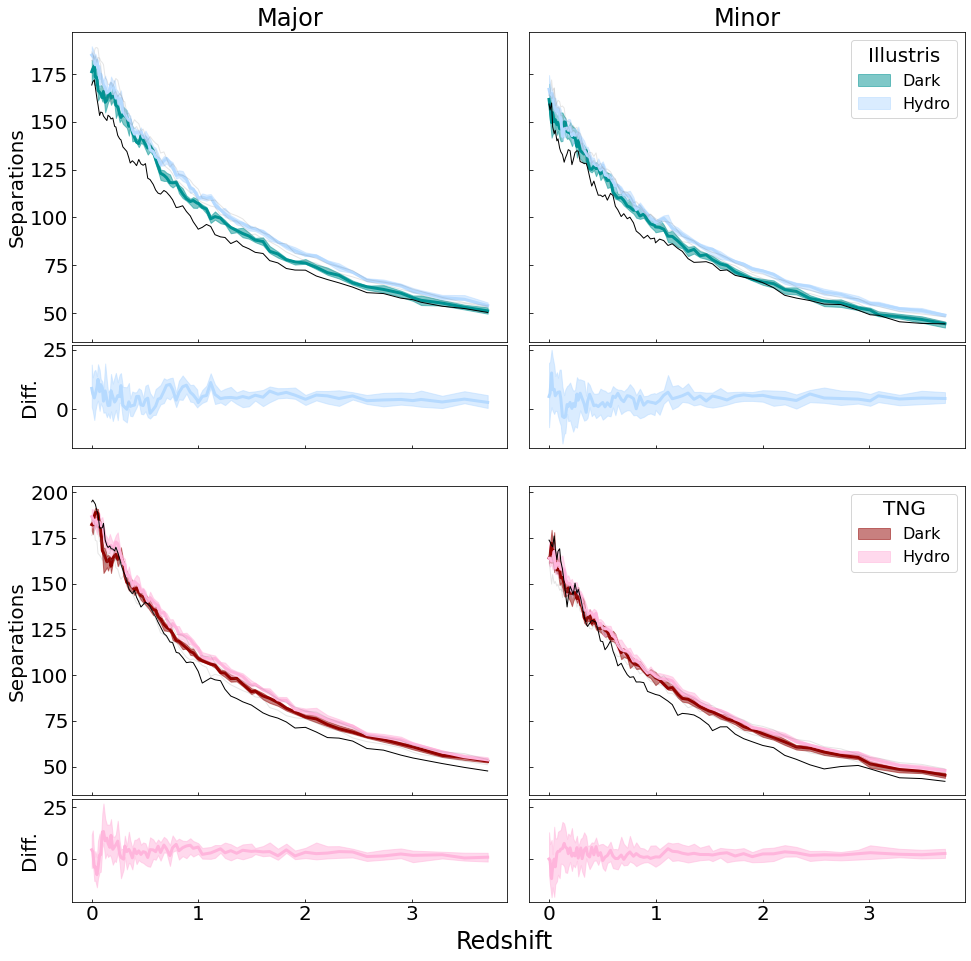 Major
Minor
Separations
175
150
125
100
75
50
Illustris
Dark
Hydro
Diff.
25
0
Separations
200
175
150
125
100
75
50
TNG
Dark
Hydro
Diff.
25
0
0 1 2 3
0 1 2 3
Redshift